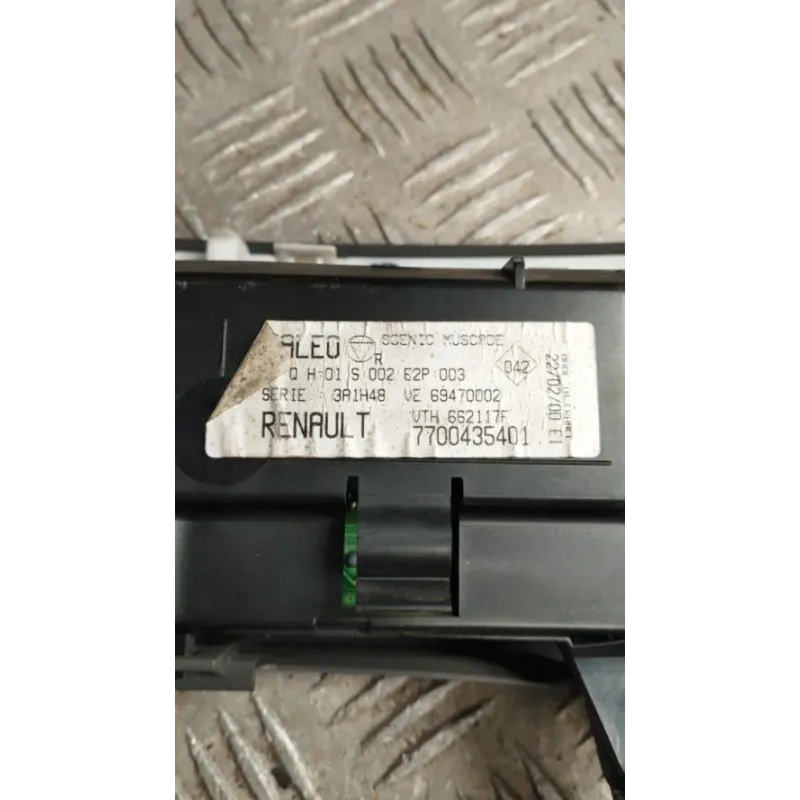 ALEO R SCENIC MUSCADE
Q H 01 S 002 E2P 003
SERIE : 3A1H48 VE 69470002
VTH 662117F
RENAULT 7700435401
042
22/02/00 E1